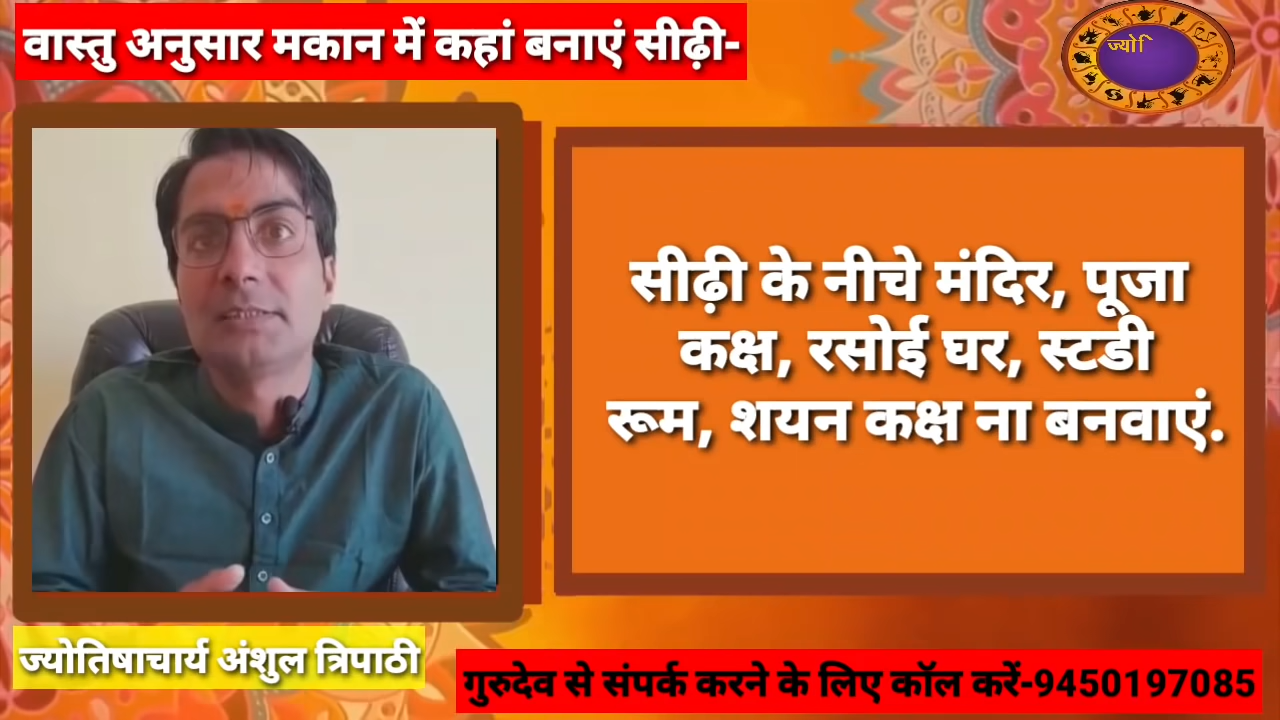 वास्तु अनुसार मकान में कहां बनाएं सीढ़ी-
ज्योति
सीढ़ी के नीचे मंदिर, पूजा
कक्ष, रसोई घर, स्टडी
रूम, शयन कक्ष ना बनवाएं.
ज्योतिषाचार्य अंशुल त्रिपाठी
गुरुदेव से संपर्क करने के लिए कॉल करें-9450197085